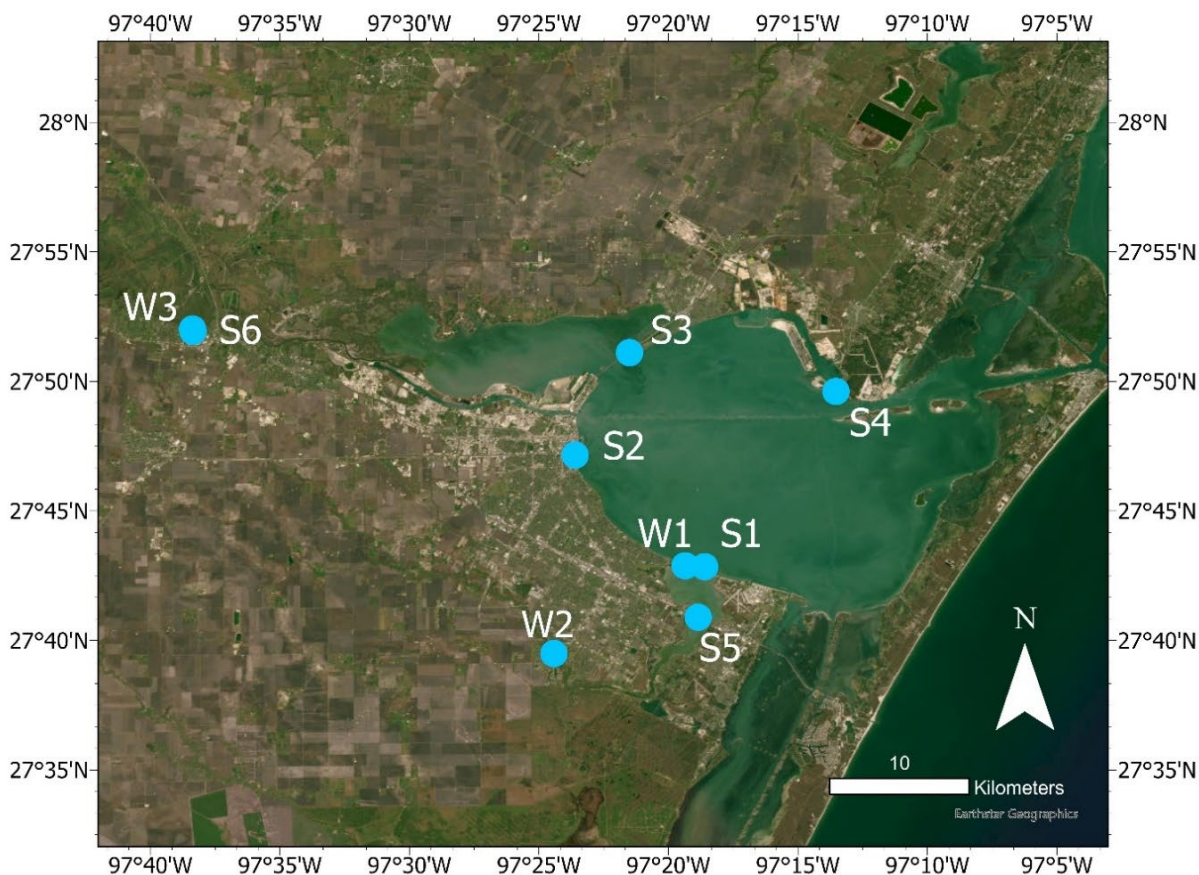 97°40'W 97°35'W 97°30'W 97°25'W 97°20'W 97°15'W 97°10'W 97°5'W
28°N 28°N
27°55'N 27°55'N
W3 S6 S3
27°50'N 27°50'N
S4
S2
27°45'N 27°45'N
W1 S1
W2
27°40'N 27°40'N
S5
N
27°35'N 27°35'N
10
Kilometers
Earthstar Geographics
97°40'W 97°35'W 97°30'W 97°25'W 97°20'W 97°15'W 97°10'W 97°5'W